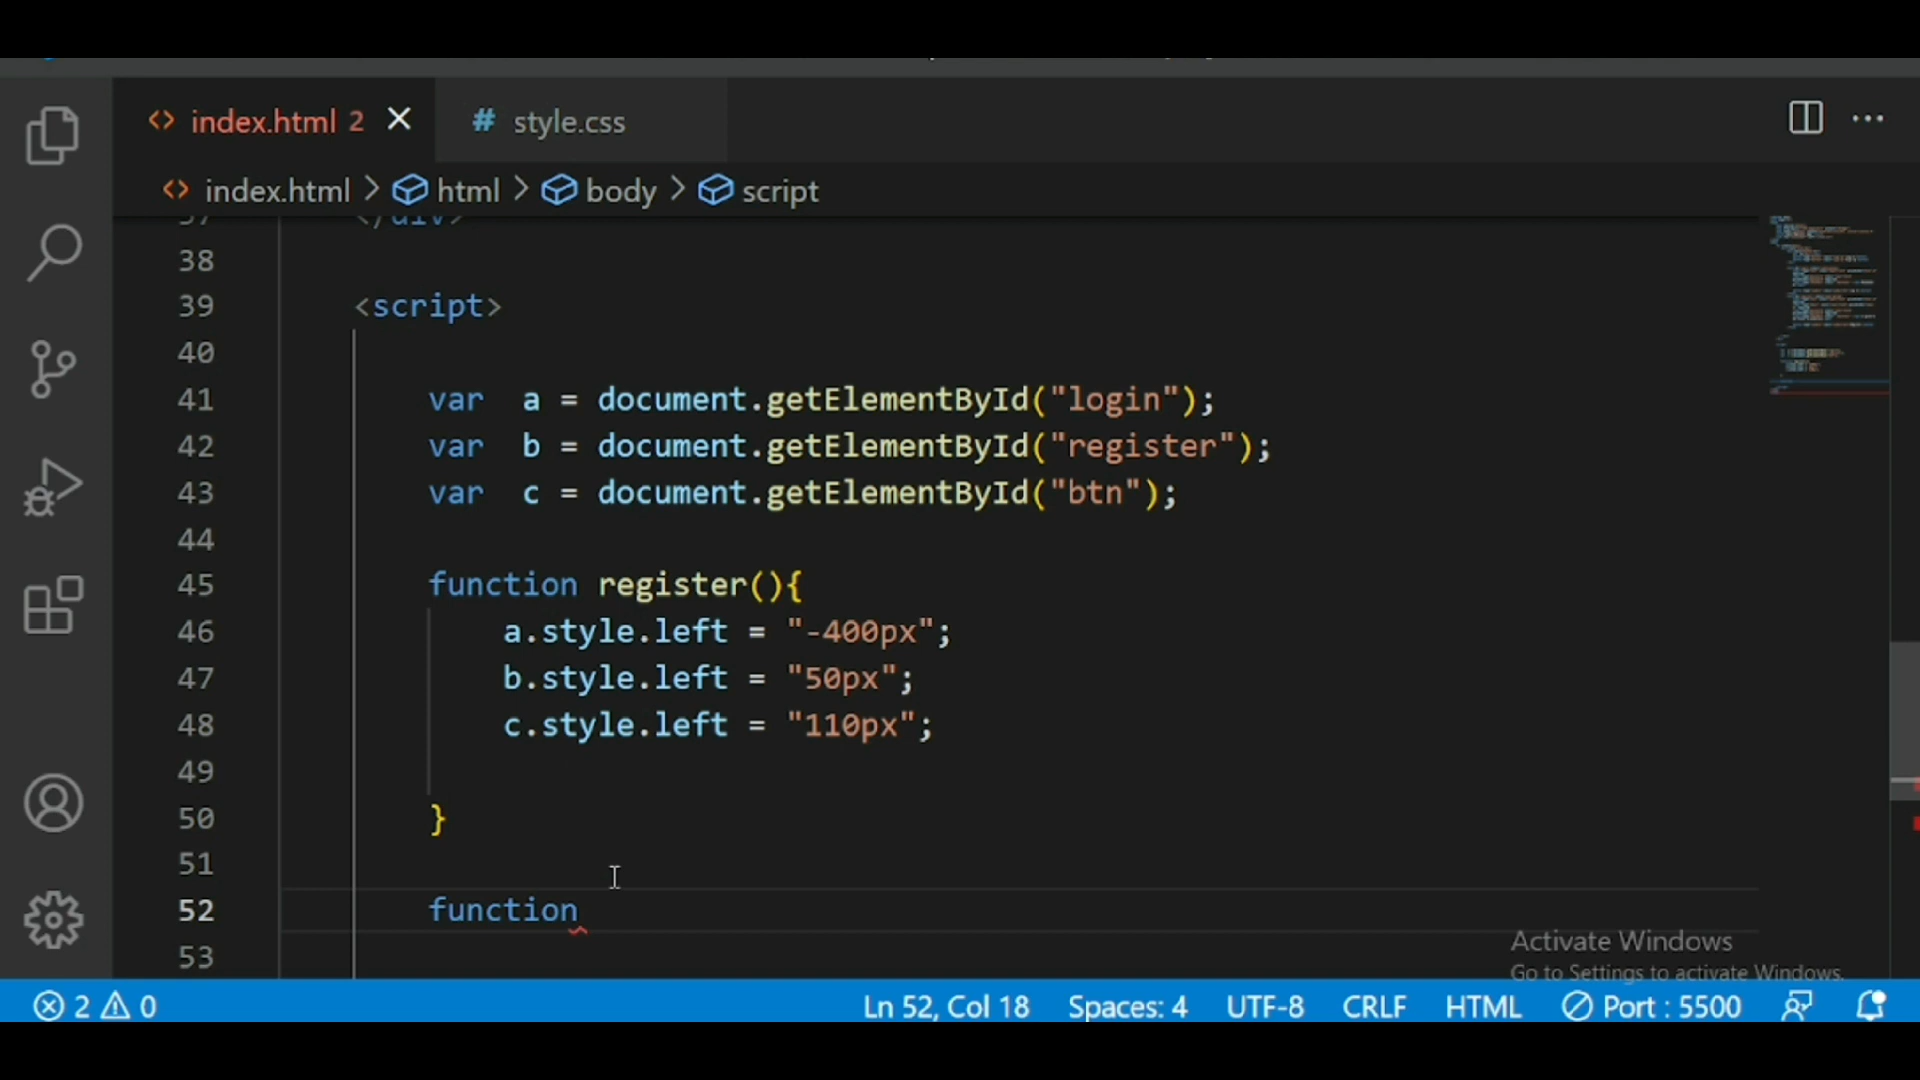 index.html 2
# style.css
index.html > html > body > script
37 </div>
38
39 <script>
40
41 var a = document.getElementById("login");
42 var b = document.getElementById("register");
43 var c = document.getElementById("btn");
44
45 function register(){
46 a.style.left = "-400px";
47 b.style.left = "50px";
48 c.style.left = "110px";
49
50 }
51
52 function
53
Activate Windows
Go to Settings to activate Windows.
2 0 Ln 52, Col 18 Spaces: 4 UTF-8 CRLF HTML Port : 5500